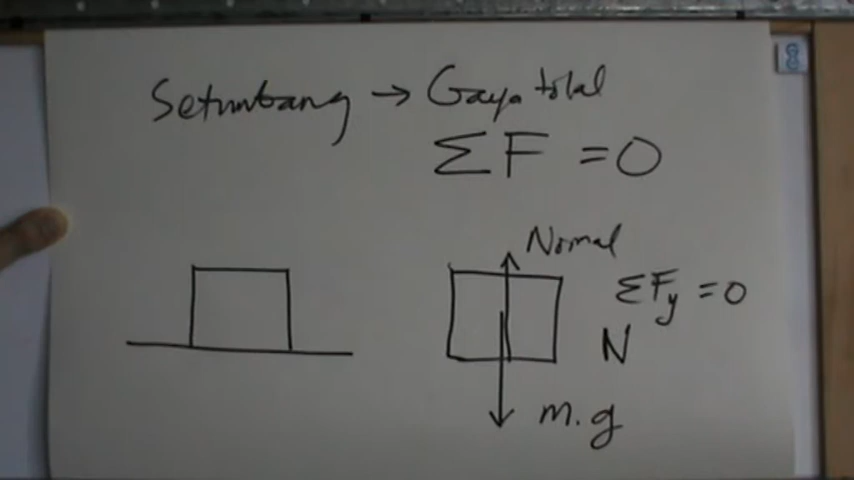 Setimbang → Gaya total
ΣF = 0
Normal
ΣFy = 0
N
m.g